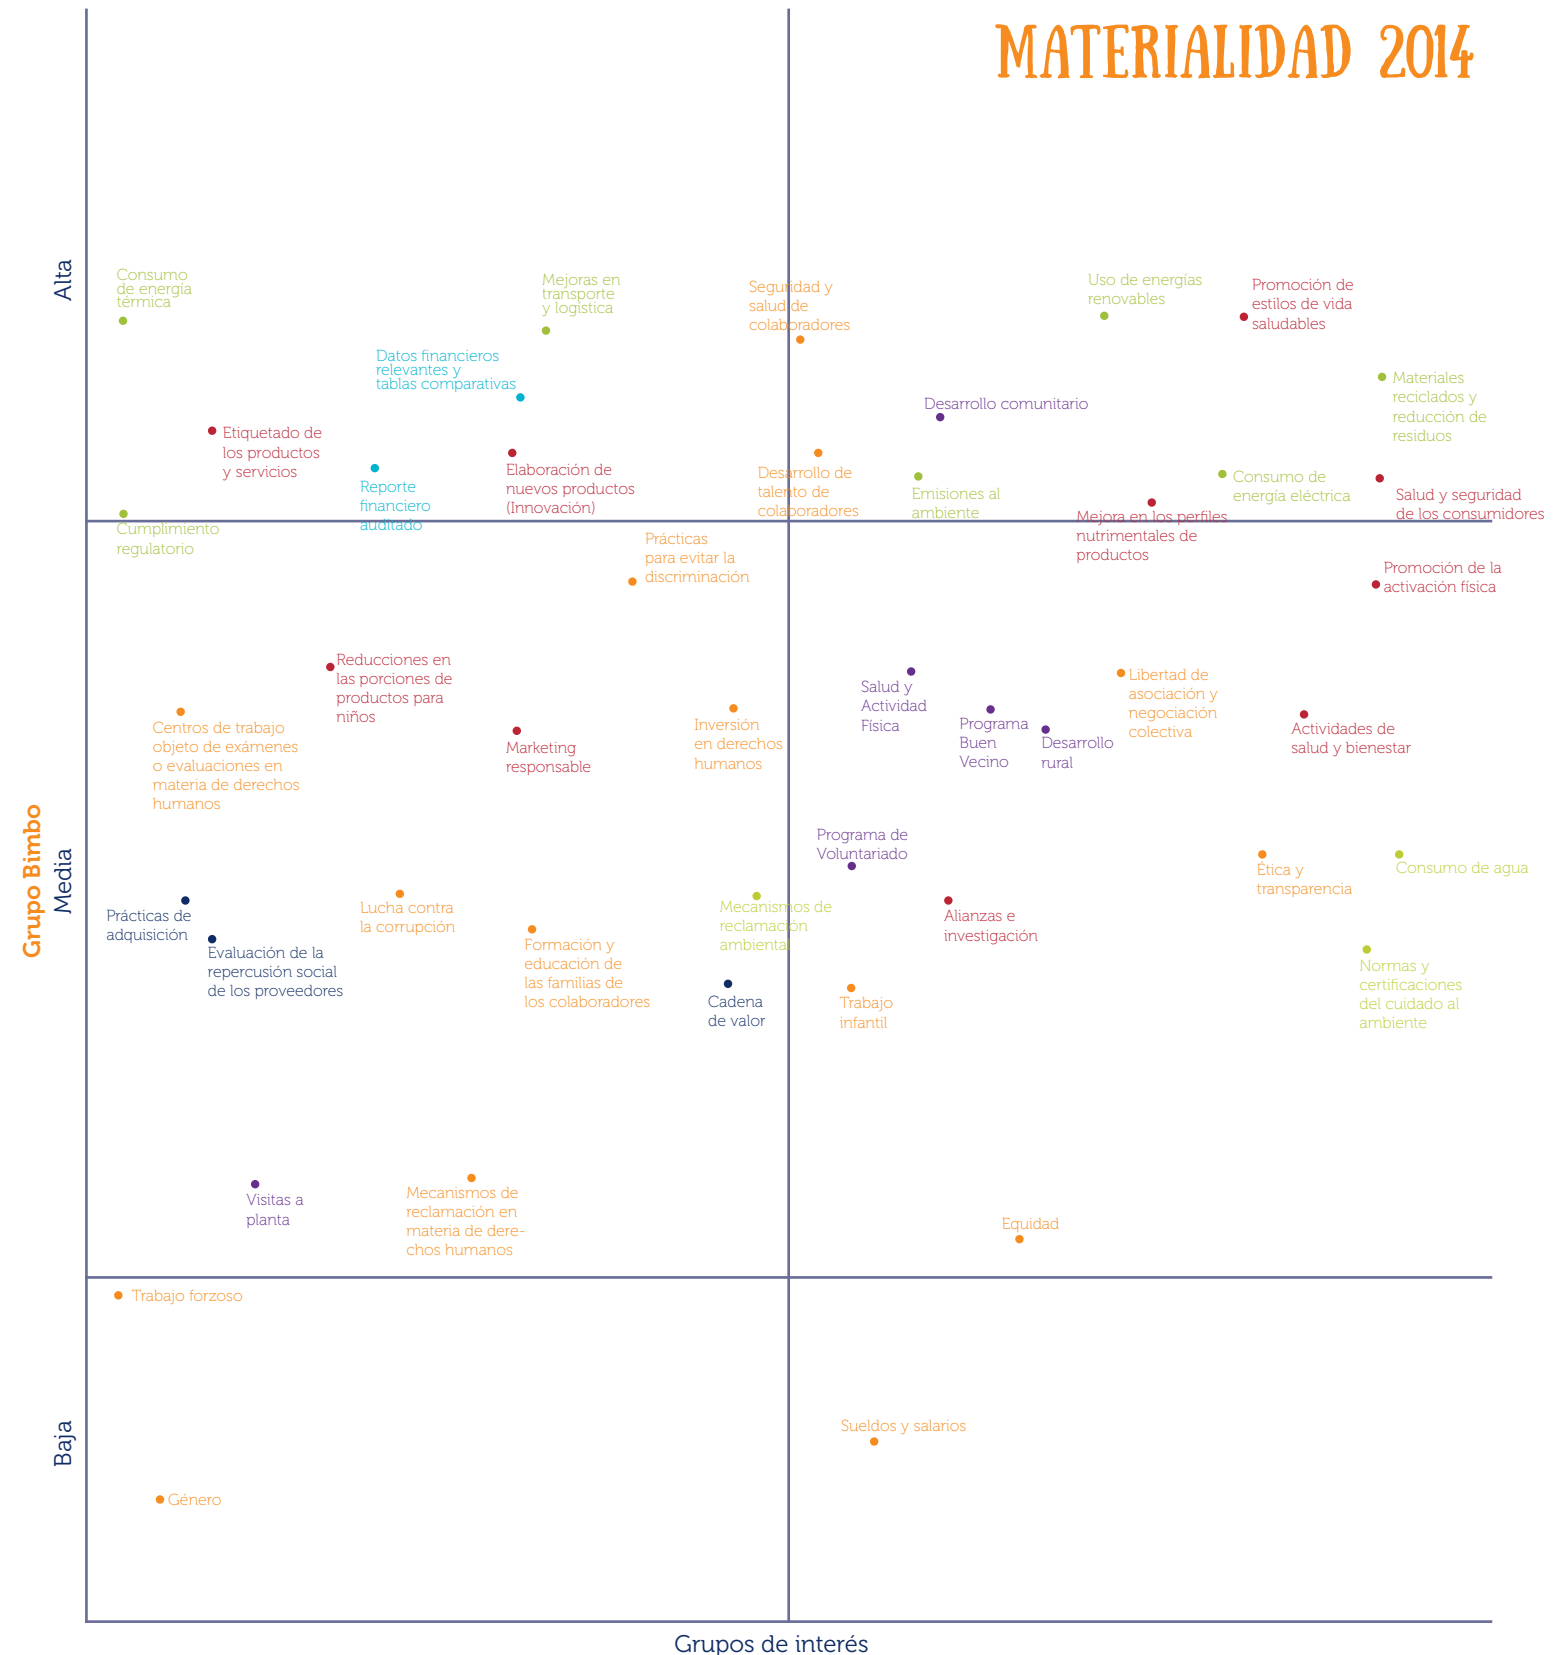 MATERIALIDAD 2014
Alta
Consumo
de energía
térmica
Mejoras en
transporte
y logística
Seguridad y
salud de
colaboradores
Uso de energías
renovables
Promoción de
estilos de vida
saludables
Datos financieros
relevantes y
tablas comparativas
Materiales
reciclados y
reducción de
residuos
Desarrollo comunitario
Etiquetado de
los productos
y servicios
Reporte
financiero
auditado
Elaboración de
nuevos productos
(Innovación)
Desarrollo de
talento de
colaboradores
Emisiones al
ambiente
Consumo de
energía eléctrica
Salud y seguridad
de los consumidores
Mejora en los perfiles
nutrimentales de
productos
Cumplimiento
regulatorio
Grupo Bimbo
Media
Prácticas
para evitar la
discriminación
Promoción de la
activación física
Reducciones en
las porciones de
productos para
niños
Salud y
Actividad
Física
Libertad de
asociación y
negociación
colectiva
Centros de trabajo
objeto de exámenes
o evaluaciones en
materia de derechos
humanos
Marketing
responsable
Inversión
en derechos
humanos
Programa
Buen
Vecino
Desarrollo
rural
Actividades de
salud y bienestar
Programa de
Voluntariado
Ética y
transparencia
Consumo de agua
Prácticas de
adquisición
Lucha contra
la corrupción
Mecanismos de
reclamación
ambiental
Alianzas e
investigación
Evaluación de la
repercusión social
de los proveedores
Formación y
educación de
las familias de
los colaboradores
Cadena
de valor
Trabajo
infantil
Normas y
certificaciones
del cuidado al
ambiente
Visitas a
planta
Mecanismos de
reclamación en
materia de dere-
chos humanos
Equidad
Baja
Trabajo forzoso
Sueldos y salarios
Género
Grupos de interés